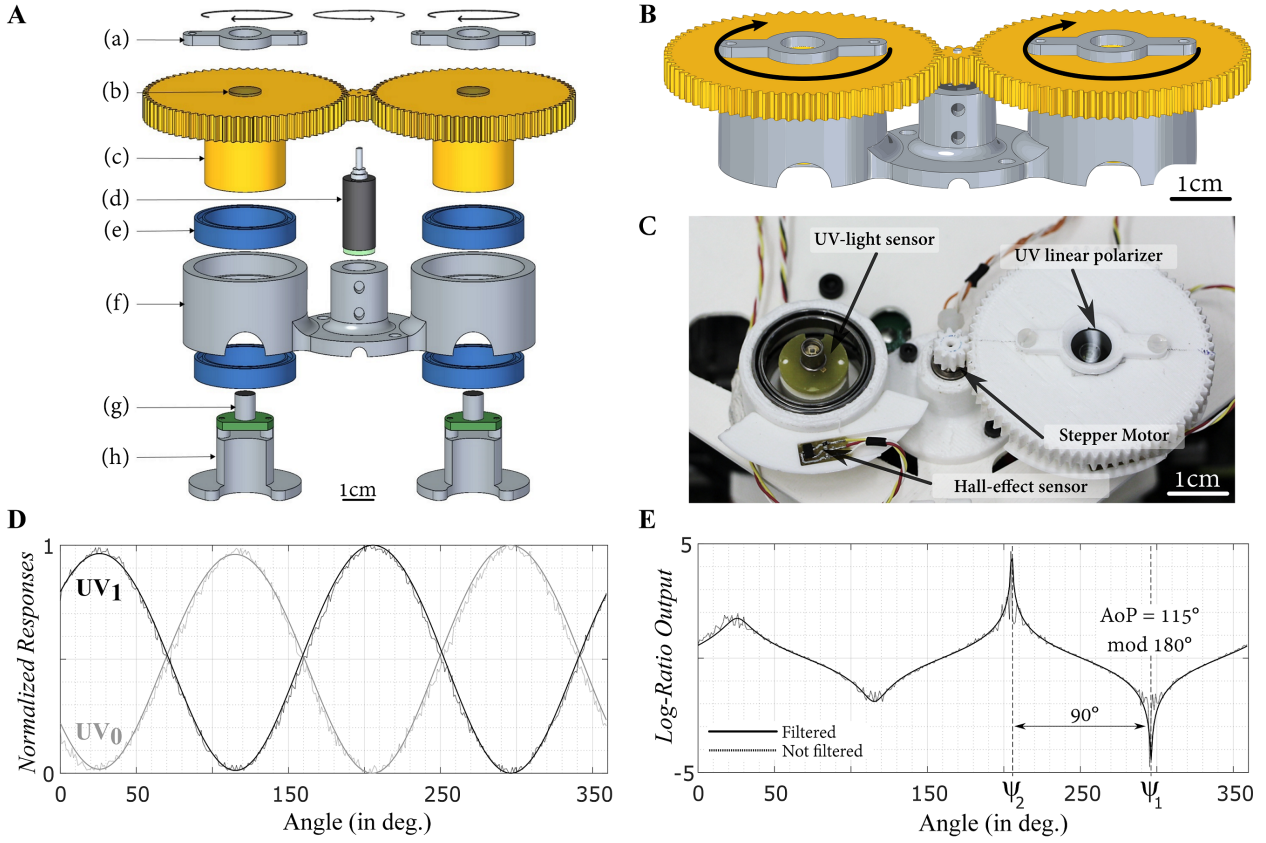 A
(a)
(b)
(c)
(d)
(e)
(f)
(g)
(h)
1cm
B
1cm
C
UV-light sensor
UV linear polarizer
Stepper Motor
Hall-effect sensor
1cm
D
Normalized Responses
1
0
UV1
UV0
0 50 150 250 350
Angle (in deg.)
E
Log-Ratio Output
5
-5
AoP = 115°
mod 180°
90°
Filtered
Not filtered
0 50 150 Ψ2 250 Ψ1 350
Angle (in deg.)